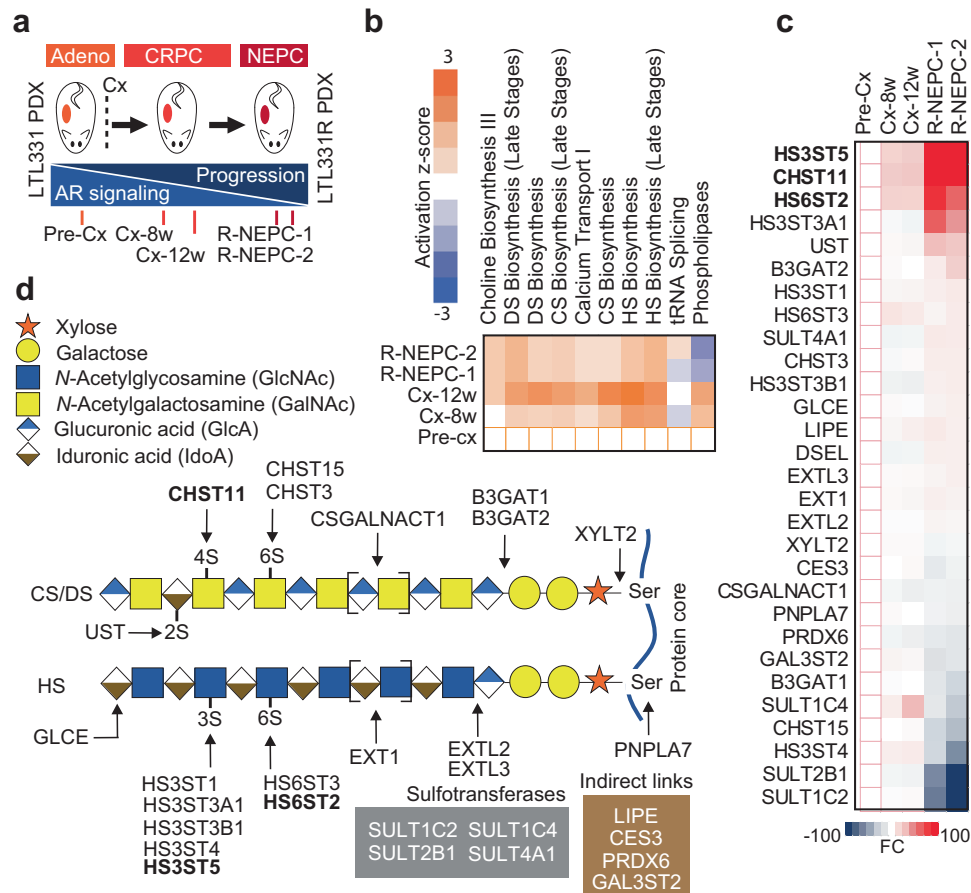 a
Adeno
CRPC
NEPC
Cx
LTL331 PDX
LTL331R PDX
Progression
AR signaling
Pre-Cx
Cx-8w
R-NEPC-1
Cx-12w
R-NEPC-2
b
3
Activation z-score
-3
Choline Biosynthesis III
DS Biosynthesis (Late Stages)
DS Biosynthesis
CS Biosynthesis (Late Stages)
Calcium Transport I
CS Biosynthesis
HS Biosynthesis
HS Biosynthesis (Late Stages)
tRNA Splicing
Phospholipases
R-NEPC-2
R-NEPC-1
Cx-12w
Cx-8w
Pre-cx
c
Pre-Cx
Cx-8w
Cx-12w
R-NEPC-1
R-NEPC-2
HS3ST5
CHST11
HS6ST2
HS3ST3A1
UST
B3GAT2
HS3ST1
HS6ST3
SULT4A1
CHST3
HS3ST3B1
GLCE
LIPE
DSEL
EXTL3
EXT1
EXTL2
XYLT2
CES3
CSGALNACT1
PNPLA7
PRDX6
GAL3ST2
B3GAT1
SULT1C4
CHST15
HS3ST4
SULT2B1
SULT1C2
-100
100
FC
d
Xylose
Galactose
N-Acetylglycosamine (GlcNAc)
N-Acetylgalactosamine (GalNAc)
Glucuronic acid (GlcA)
Iduronic acid (IdoA)
CHST11
CHST15
CHST3
CSGALNACT1
B3GAT1
B3GAT2
XYLT2
4S
6S
CS/DS
Ser
UST
2S
Protein core
HS
Ser
3S
6S
GLCE
HS3ST1
HS3ST3A1
HS3ST3B1
HS3ST4
HS3ST5
HS6ST3
HS6ST2
EXT1
EXTL2
EXTL3
PNPLA7
Sulfotransferases
SULT1C2 SULT1C4
SULT2B1 SULT4A1
Indirect links
LIPE
CES3
PRDX6
GAL3ST2